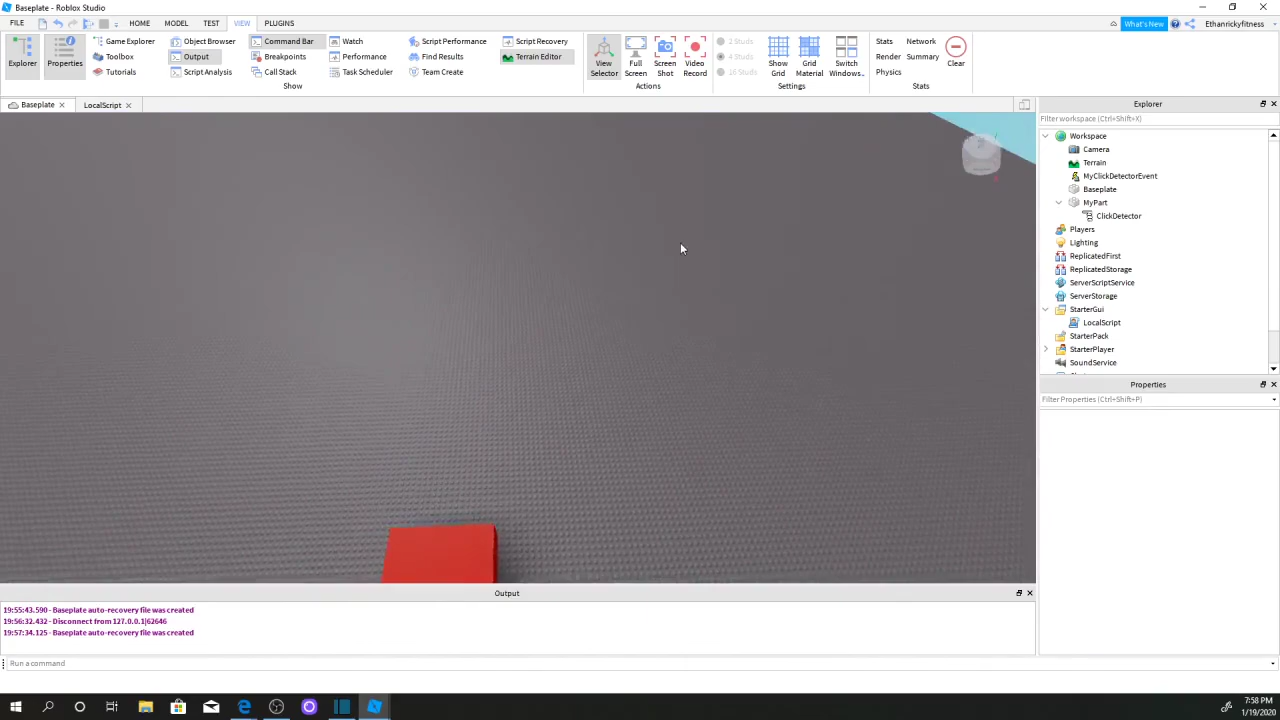 Baseplate - Roblox Studio
FILE HOME MODEL TEST VIEW PLUGINS What's New Ethanrickyfitness
Explorer
Properties
Game Explorer
Toolbox
Tutorials
Object Browser
Output
Script Analysis
Command Bar
Breakpoints
Call Stack
Watch
Performance
Task Scheduler
Script Performance
Find Results
Team Create
Script Recovery
Terrain Editor
Show
View Selector
Full Screen
Screen Shot
Video Record
Actions
2 Studs
4 Studs
16 Studs
Show Grid
Grid Material
Switch Windows..
Settings
Stats
Render
Physics
Network
Summary
Clear
Stats
Baseplate
LocalScript
Explorer
Filter workspace (Ctrl+Shift+X)
Workspace
Camera
Terrain
MyClickDetectorEvent
Baseplate
MyPart
ClickDetector
Players
Lighting
ReplicatedFirst
ReplicatedStorage
ServerScriptService
ServerStorage
StarterGui
LocalScript
StarterPack
StarterPlayer
SoundService
Properties
Filter Properties (Ctrl+Shift+P)
Output
19:55:43.590 - Baseplate auto-recovery file was created
19:56:32.432 - Disconnect from 127.0.0.1|62646
19:57:34.125 - Baseplate auto-recovery file was created
Run a command
7:58 PM
1/19/2020